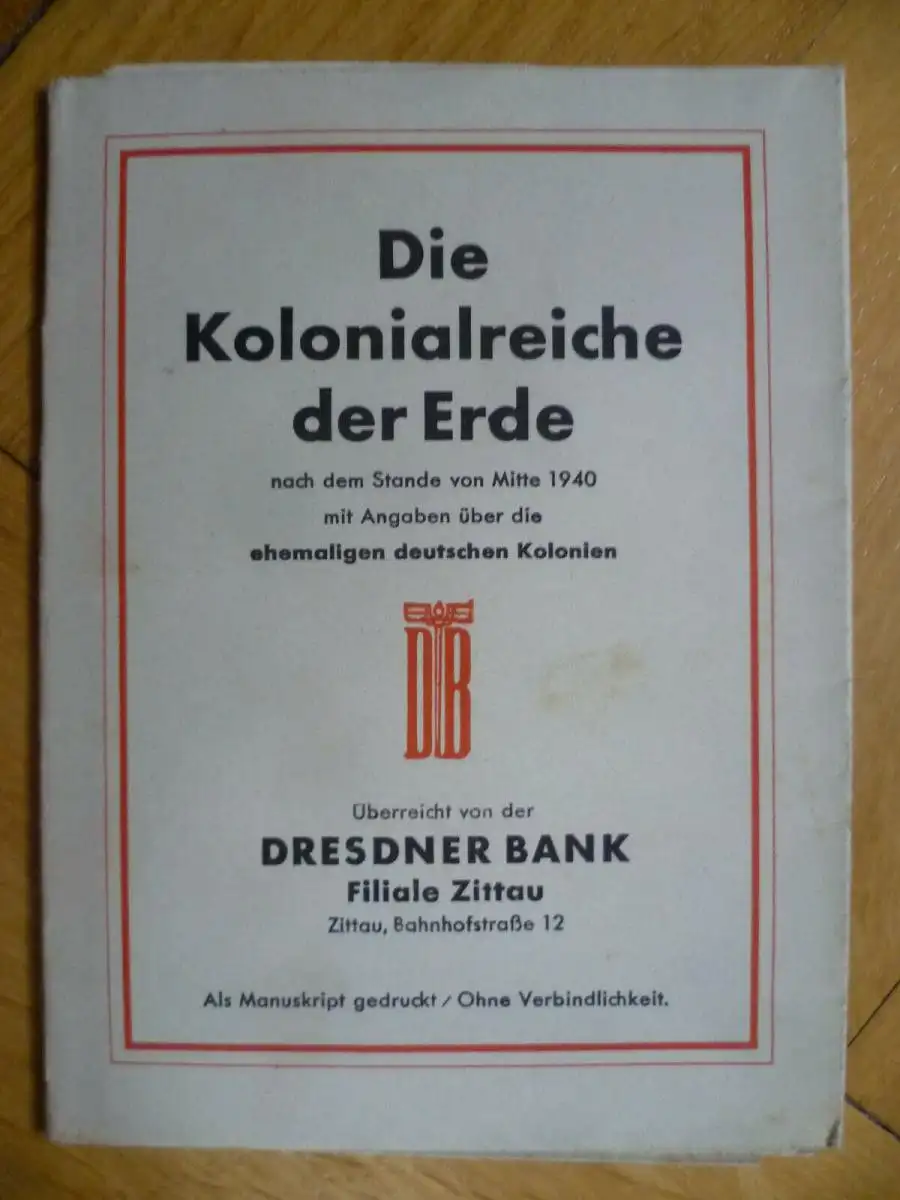 Die
Kolonialreiche
der Erde
nach dem Stande von Mitte 1940
mit Angaben über die
ehemaligen deutschen Kolonien
DB
Überreicht von der
DRESDNER BANK
Filiale Zittau
Zittau, Bahnhofstraße 12
Als Manuskript gedruckt / Ohne Verbindlichkeit.